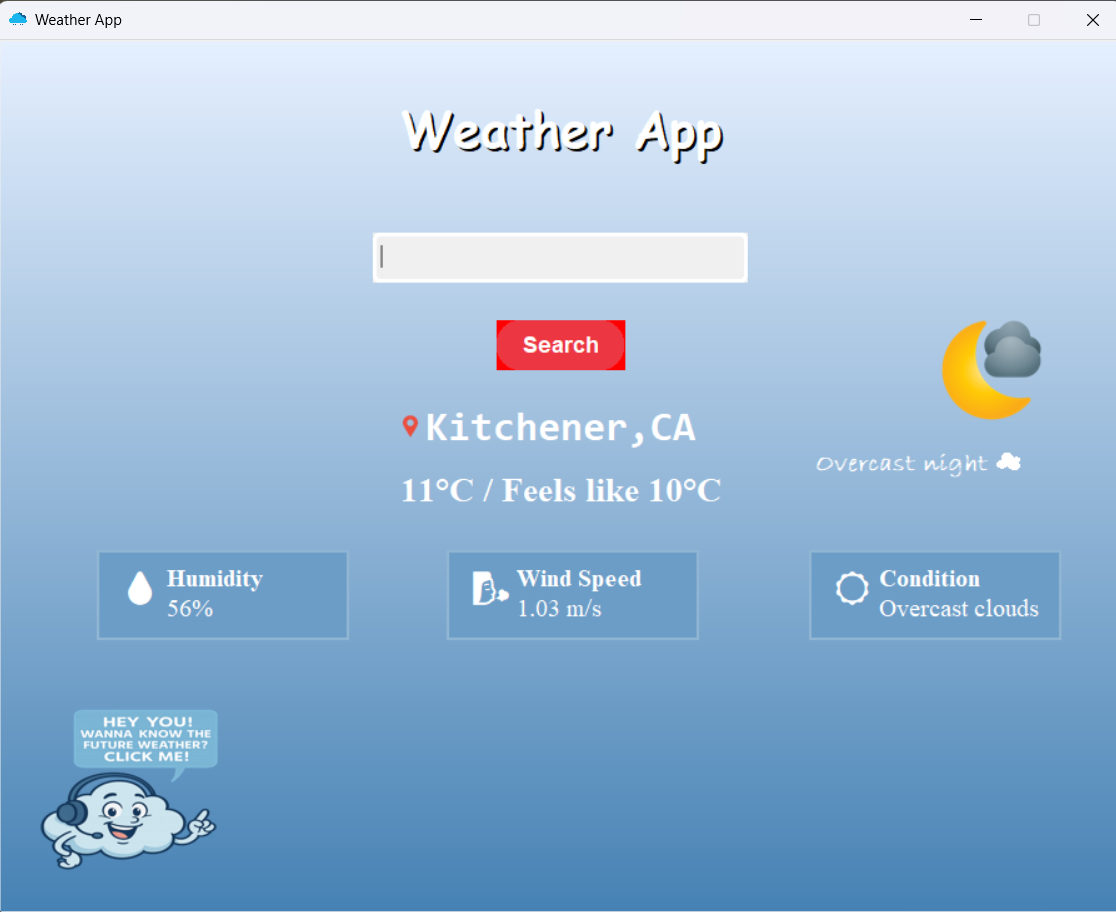 Weather App
Weather App
Search
Kitchener,CA
Overcast night
11°C / Feels like 10°C
Humidity
56%
Wind Speed
1.03 m/s
Condition
Overcast clouds
HEY YOU!
WANNA KNOW THE
FUTURE WEATHER?
CLICK ME!